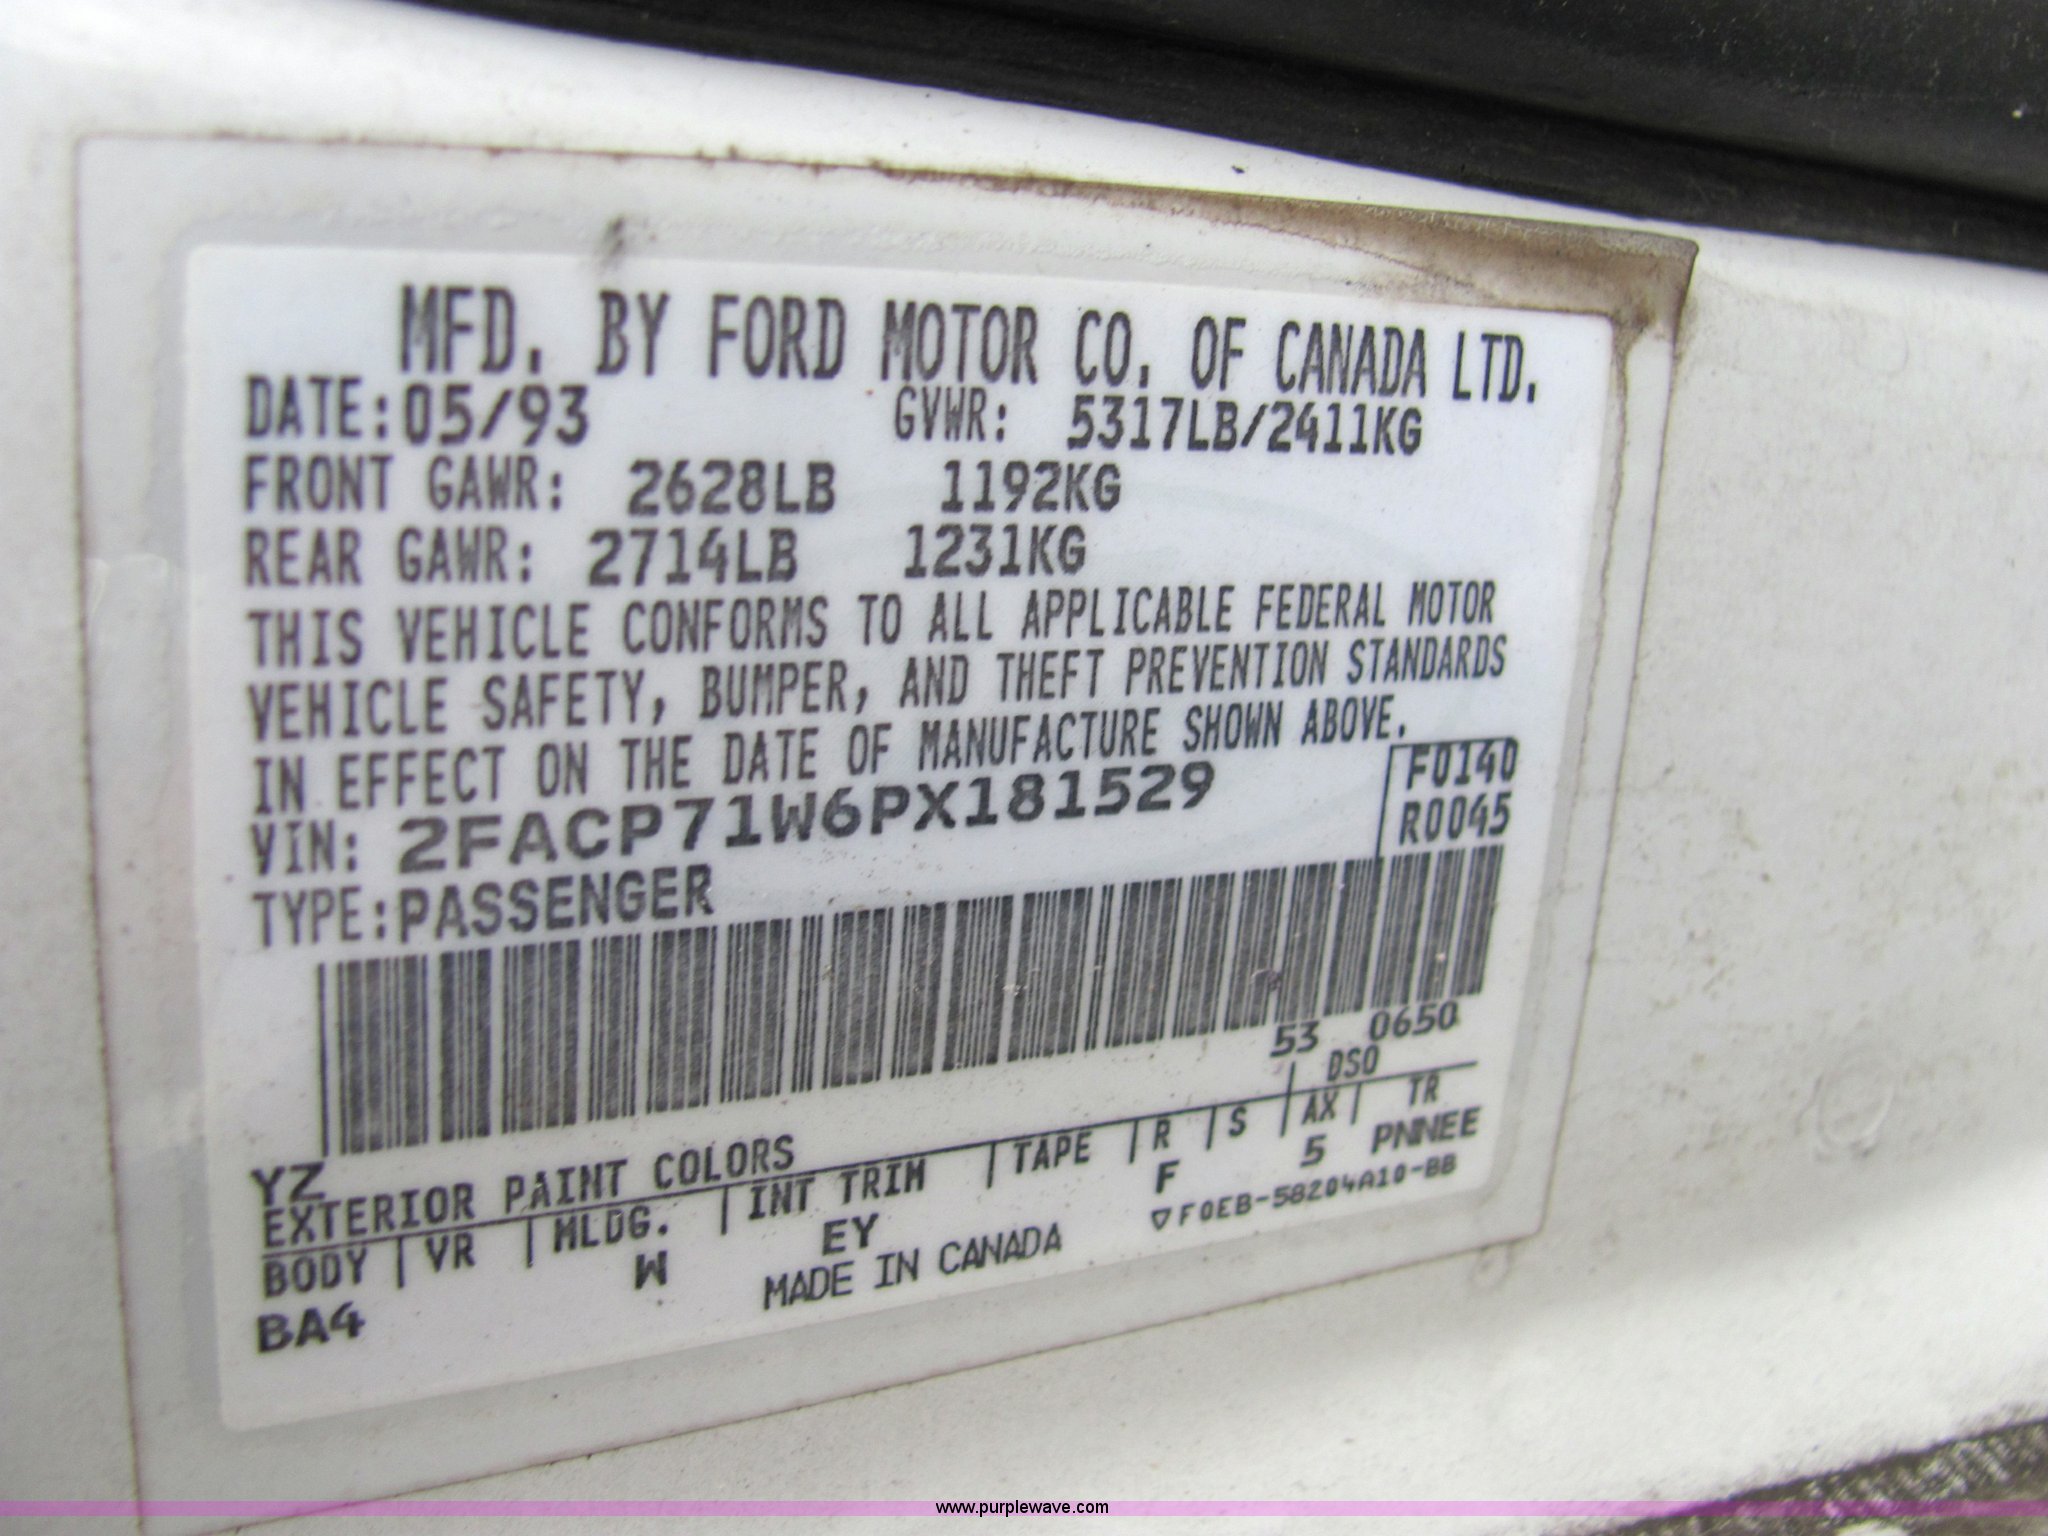 MFD. BY FORD MOTOR CO. OF CANADA LTD.
DATE:05/93 GVWR: 5317LB/2411KG
FRONT GAWR: 2628LB 1192KG
REAR GAWR: 2714LB 1231KG
THIS VEHICLE CONFORMS TO ALL APPLICABLE FEDERAL MOTOR
VEHICLE SAFETY, BUMPER, AND THEFT PREVENTION STANDARDS
IN EFFECT ON THE DATE OF MANUFACTURE SHOWN ABOVE.
VIN: 2FACP71W6PX181529
F0140
R0045
TYPE:PASSENGER
53 0650
YZ
DSO
EXTERIOR PAINT COLORS
BODY VR MLDG. INT TRIM TAPE R S AX TR
BA4 W EY F 5 PNNEE
MADE IN CANADA
F0EB-58204A10-BB
www.purplewave.com